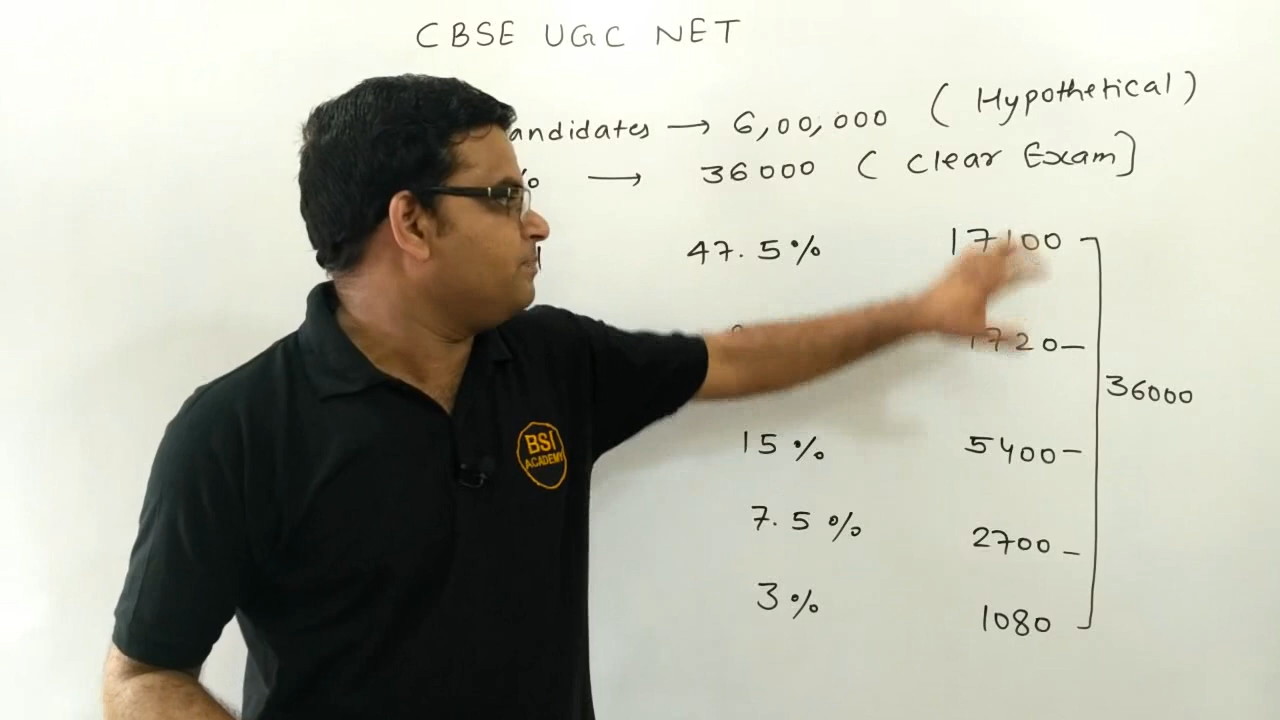 CBSE UGC NET
andidates → 6,00,000 ( Hypothetical )
% → 36000 ( Clear Exam ]
47.5% 17100
1720
36000
15 % 5400
7.5 % 2700
3 % 1080
BSI
ACADEMY